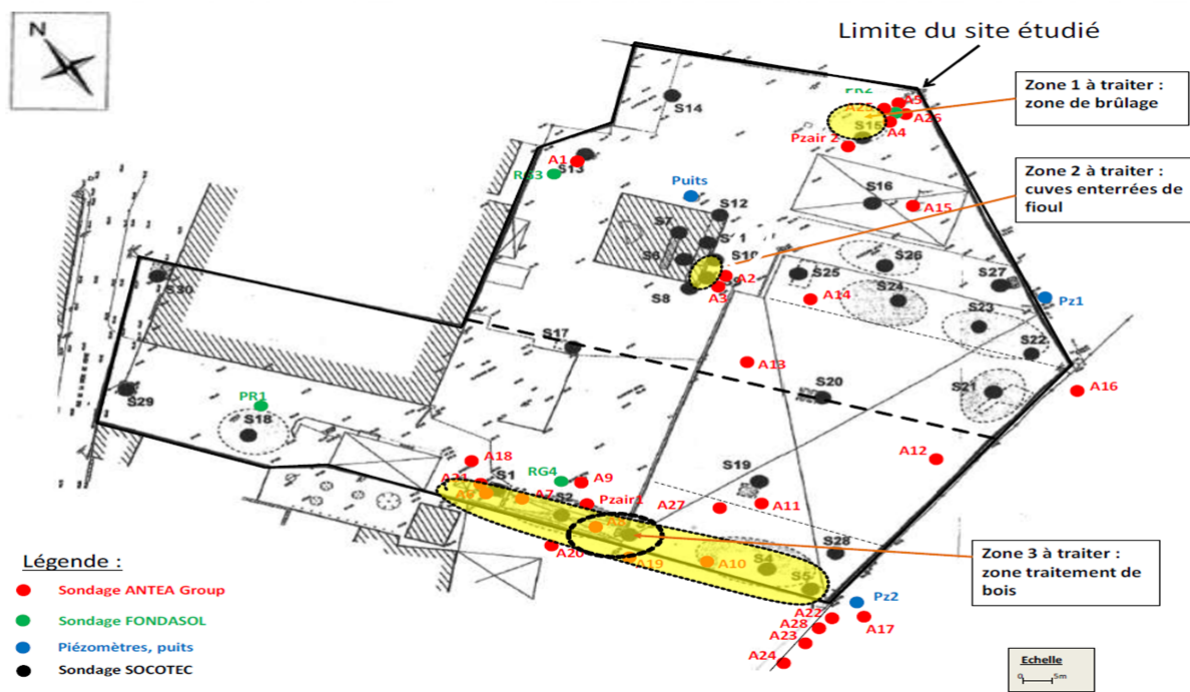 N
Limite du site étudié
Zone 1 à traiter :
zone de brûlage
Zone 2 à traiter :
cuves enterrées de
fioul
Zone 3 à traiter :
zone traitement de
bois
S14
A5
A25
A26
S15
A4
Pzair 2
A1
S13
Puits
S16
A15
S12
S7
S11
S6
S10
A2
S9
S8
A3
S26
S25
S27
S24
A14
Pz1
S23
S30
S17
S22
A13
S20
S21
A16
S29
PR1
S18
A12
A18
S19
RG4
A9
A21
S1
A7
S2
Pzair1
A27
A11
S28
A20
A19
A10
S4
S5
Pz2
A22
A17
A28
A23
A24
Légende :
Sondage ANTEA Group
Sondage FONDASOL
Piézomètres, puits
Sondage SOCOTEC
Echelle
0 5m